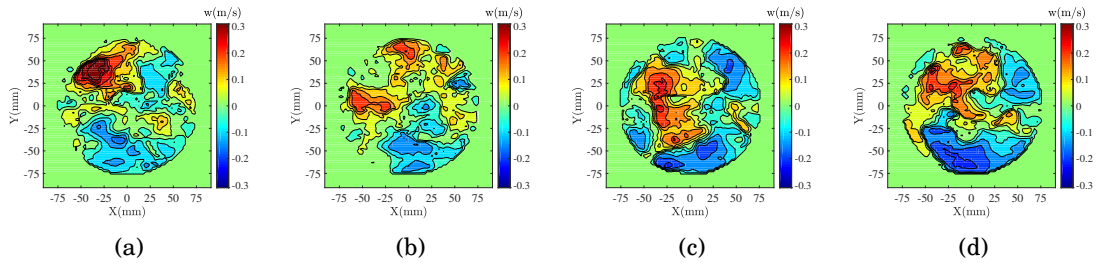 w(m/s) w(m/s) w(m/s) w(m/s)
75 0.3 75 0.3 75 0.3 75 0.3
50 0.2 50 0.2 50 0.2 50 0.2
25 0.1 25 0.1 25 0.1 25 0.1
Y(mm) 0 0.0 Y(mm) 0 0.0 Y(mm) 0 0.0 Y(mm) 0 0.0
-25 -0.1 -25 -0.1 -25 -0.1 -25 -0.1
-50 -0.2 -50 -0.2 -50 -0.2 -50 -0.2
-75 -0.3 -75 -0.3 -75 -0.3 -75 -0.3
-75 -50 -25 0 25 50 75 -75 -50 -25 0 25 50 75 -75 -50 -25 0 25 50 75 -75 -50 -25 0 25 50 75
X(mm) X(mm) X(mm) X(mm)
(a) (b) (c) (d)